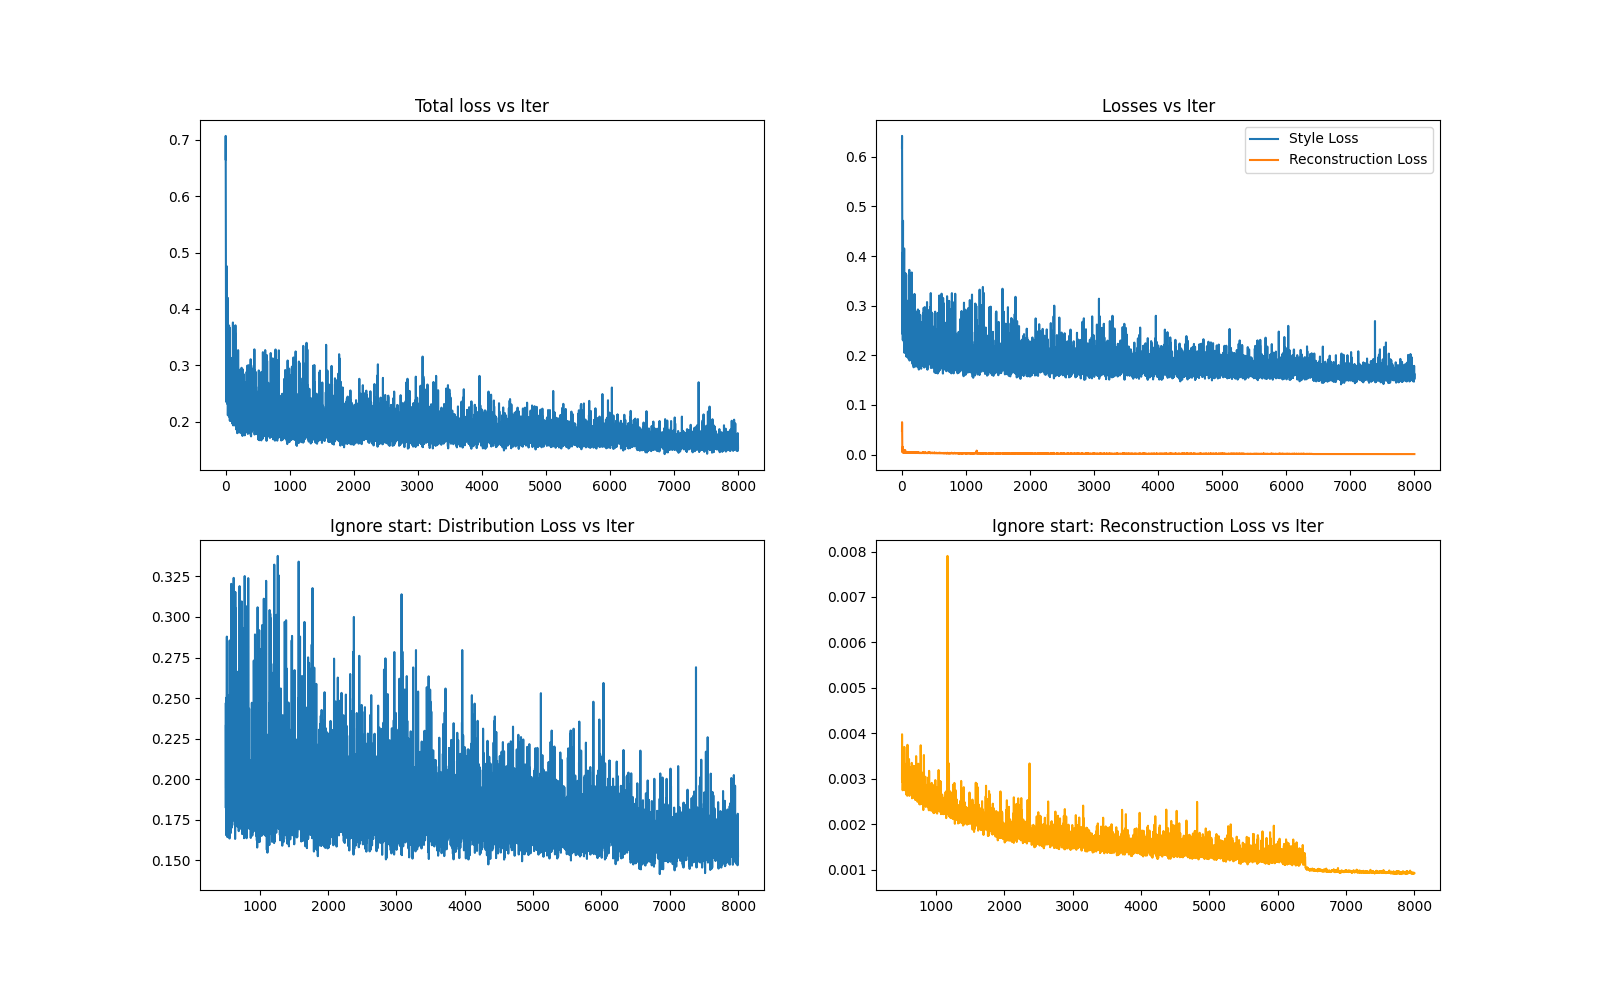 Total loss vs Iter
0.7
0.6
0.5
0.4
0.3
0.2
0 1000 2000 3000 4000 5000 6000 7000 8000
Losses vs Iter
Style Loss
Reconstruction Loss
0.6
0.5
0.4
0.3
0.2
0.1
0.0
0 1000 2000 3000 4000 5000 6000 7000 8000
Ignore start: Distribution Loss vs Iter
0.325
0.300
0.275
0.250
0.225
0.200
0.175
0.150
1000 2000 3000 4000 5000 6000 7000 8000
Ignore start: Reconstruction Loss vs Iter
0.008
0.007
0.006
0.005
0.004
0.003
0.002
0.001
1000 2000 3000 4000 5000 6000 7000 8000